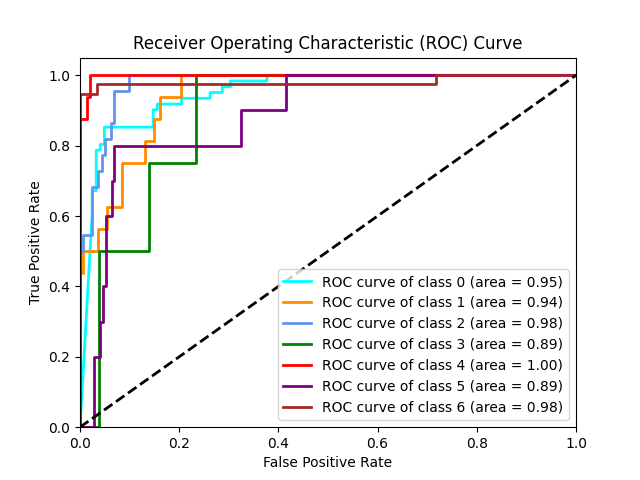 Receiver Operating Characteristic (ROC) Curve
1.0
0.8
0.6
0.4
0.2
0.0
True Positive Rate
ROC curve of class 0 (area = 0.95)
ROC curve of class 1 (area = 0.94)
ROC curve of class 2 (area = 0.98)
ROC curve of class 3 (area = 0.89)
ROC curve of class 4 (area = 1.00)
ROC curve of class 5 (area = 0.89)
ROC curve of class 6 (area = 0.98)
0.0 0.2 0.4 0.6 0.8 1.0
False Positive Rate